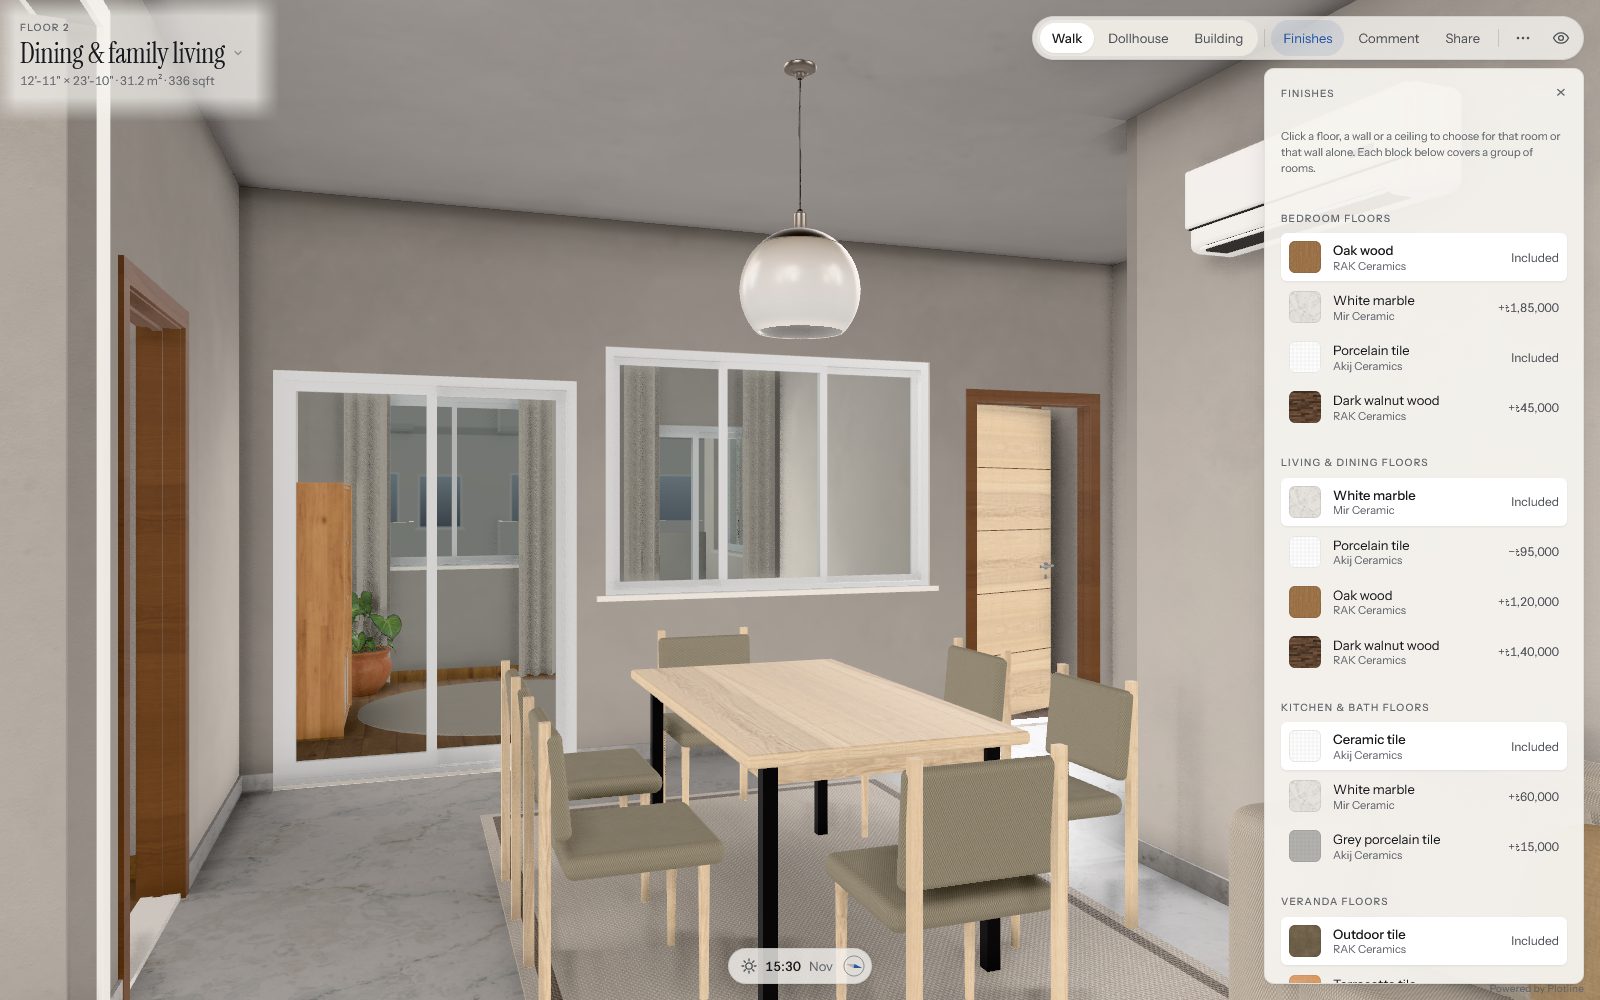 FLOOR 2
Dining & family living
12'-11" × 23'-10" · 31.2 m² · 336 sqft
Walk
Dollhouse
Building
Finishes
Comment
Share
FINISHES
Click a floor, a wall or a ceiling to choose for that room or
that wall alone. Each block below covers a group of
rooms.
BEDROOM FLOORS
Oak wood
RAK Ceramics
Included
White marble
Mir Ceramic
+৳1,85,000
Porcelain tile
Akij Ceramics
Included
Dark walnut wood
RAK Ceramics
+৳45,000
LIVING & DINING FLOORS
White marble
Mir Ceramic
Included
Porcelain tile
Akij Ceramics
−৳95,000
Oak wood
RAK Ceramics
+৳1,20,000
Dark walnut wood
RAK Ceramics
+৳1,40,000
KITCHEN & BATH FLOORS
Ceramic tile
Akij Ceramics
Included
White marble
Mir Ceramic
+৳60,000
Grey porcelain tile
Akij Ceramics
+৳15,000
VERANDA FLOORS
Outdoor tile
RAK Ceramics
Included
Terracotta tile
15:30 Nov
Powered by Plotline